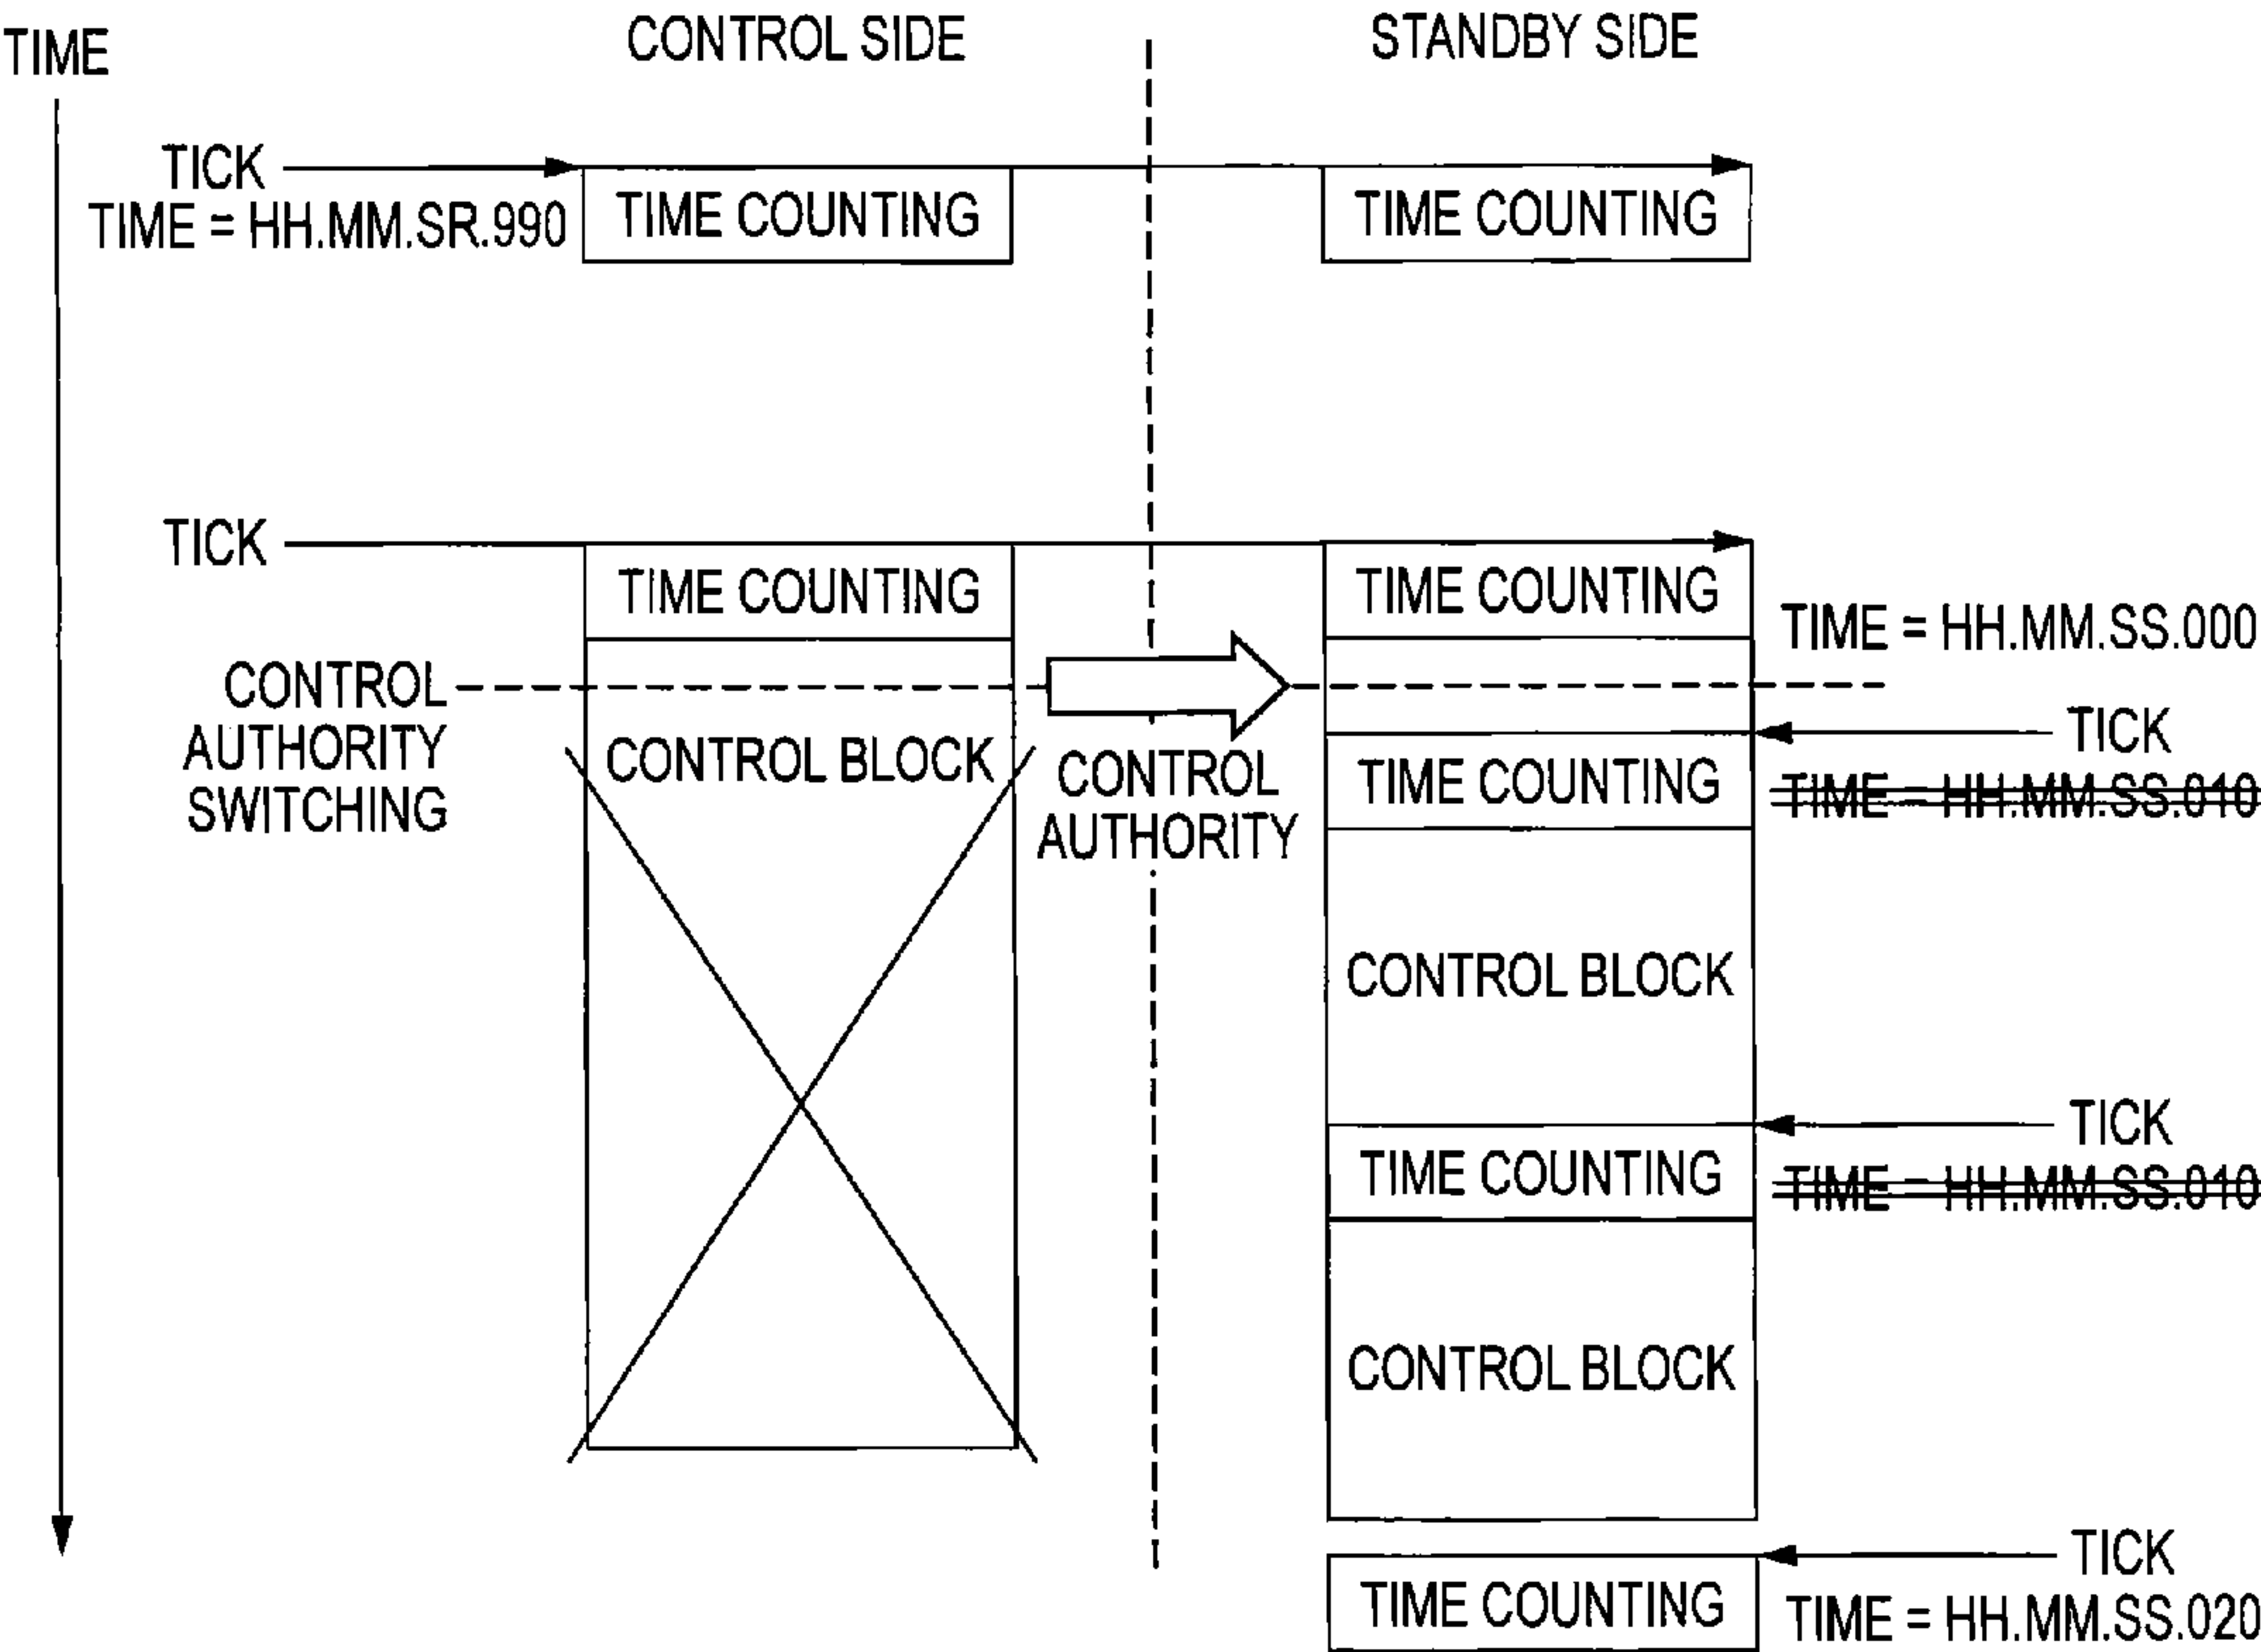 TIME
CONTROL SIDE
STANDBY SIDE
TICK
TIME = HH.MM.SR.990
TIME COUNTING
TIME COUNTING
TICK
TIME COUNTING
TIME COUNTING
TIME = HH.MM.SS.000
CONTROL
AUTHORITY
SWITCHING
CONTROL BLOCK
CONTROL
AUTHORITY
TICK
TIME COUNTING
TIME = HH.MM.SS.010
CONTROL BLOCK
TICK
TIME COUNTING
TIME = HH.MM.SS.010
CONTROL BLOCK
TICK
TIME COUNTING
TIME = HH.MM.SS.020